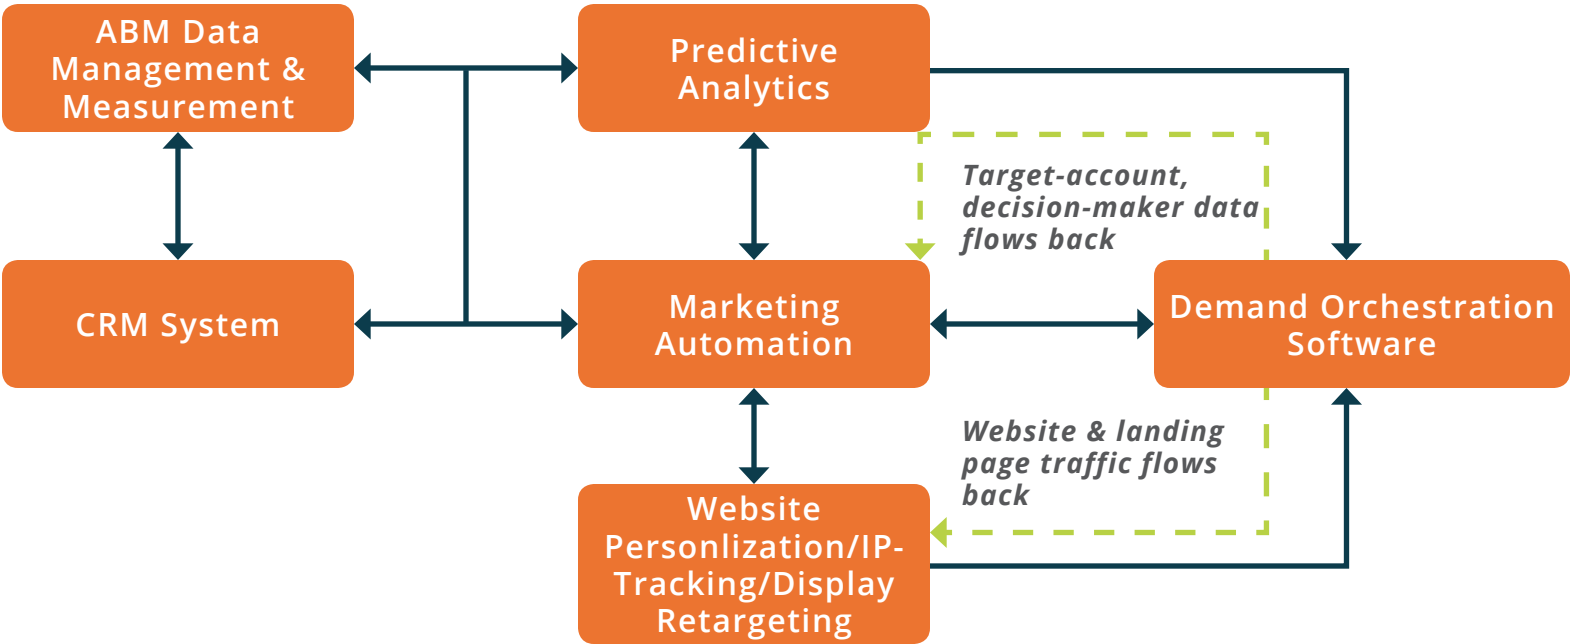 ABM Data
Management &
Measurement
Predictive
Analytics
Target-account,
decision-maker data
flows back
CRM System
Marketing
Automation
Demand Orchestration
Software
Website & landing
page traffic flows
back
Website
Personlization/IP-
Tracking/Display
Retargeting